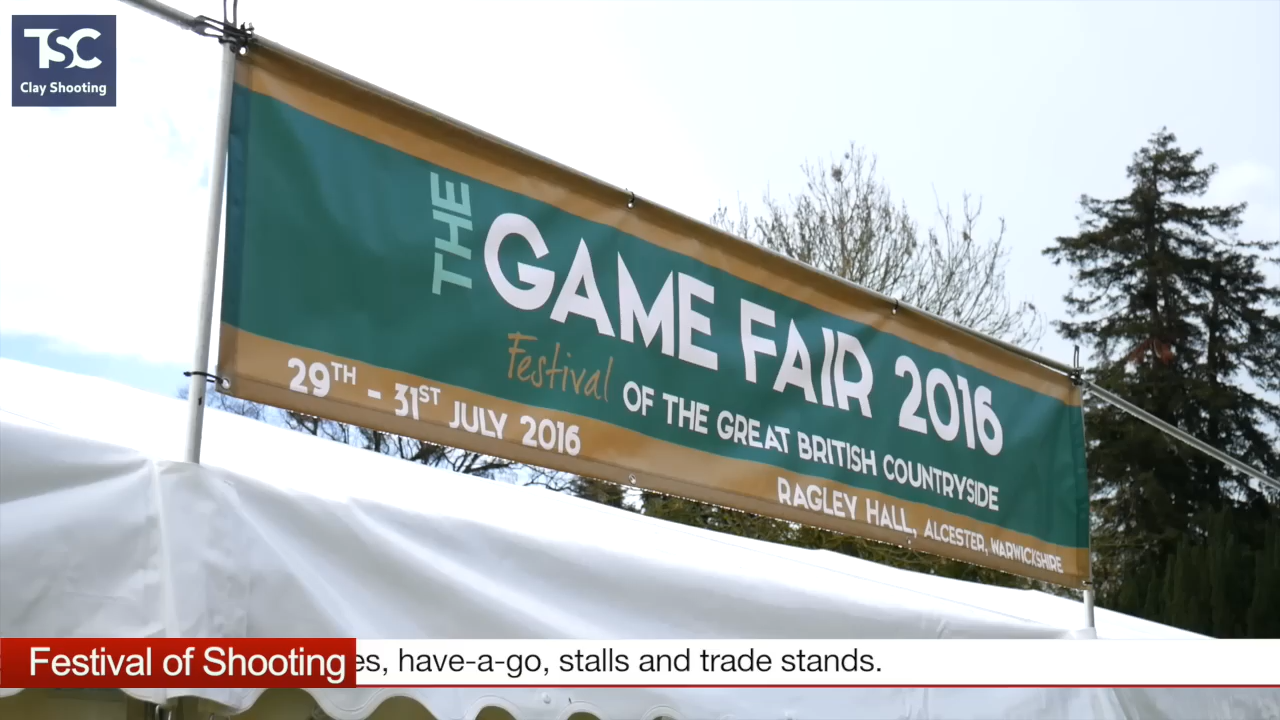 TSC
Clay Shooting
THE
GAME FAIR 2016
Festival OF THE GREAT BRITISH COUNTRYSIDE
29TH - 31ST JULY 2016
RAGLEY HALL, ALCESTER, WARWICKSHIRE
Festival of Shooting
have-a-go, stalls and trade stands.